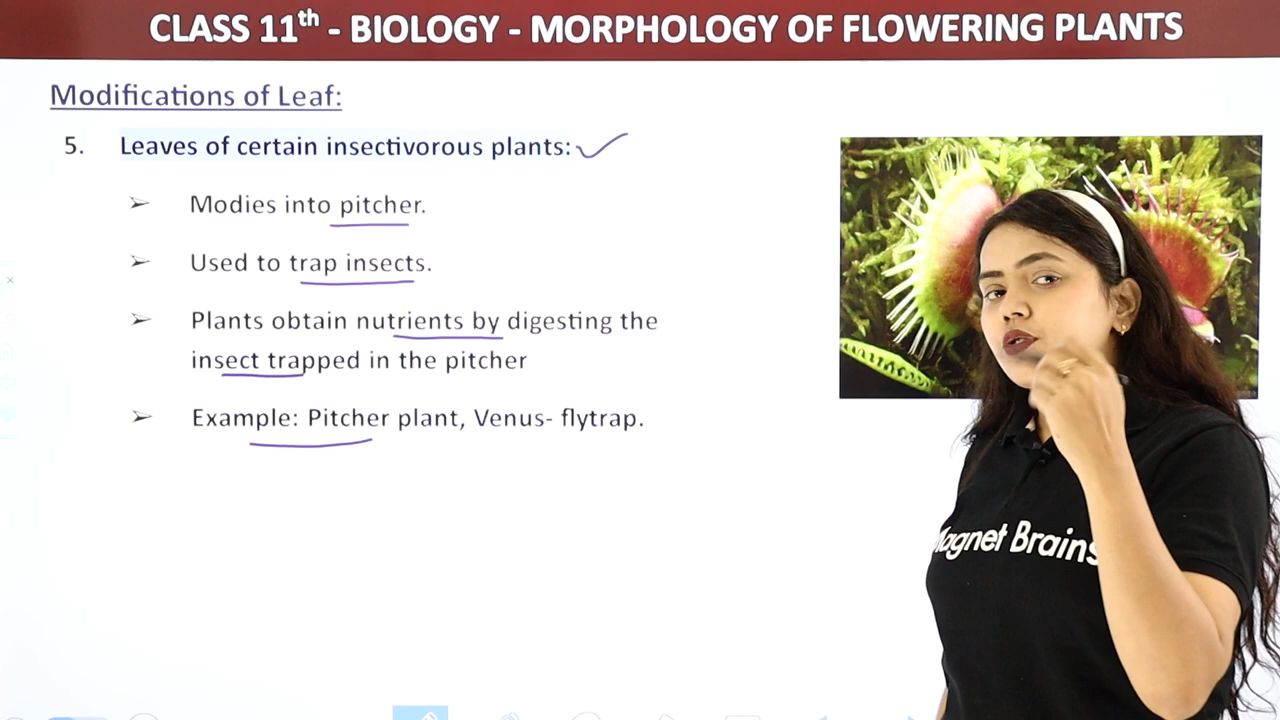 CLASS 11th - BIOLOGY - MORPHOLOGY OF FLOWERING PLANTS
Modifications of Leaf:
5. Leaves of certain insectivorous plants:
➢ Modies into pitcher.
➢ Used to trap insects.
➢ Plants obtain nutrients by digesting the
insect trapped in the pitcher
➢ Example: Pitcher plant, Venus- flytrap.
Magnet Brains